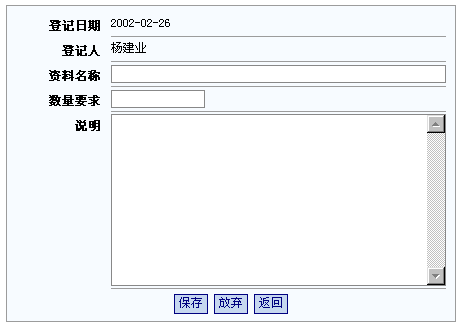 登记日期 2002-02-26
登记人 杨建业
资料名称
数量要求
说明
保存 放弃 返回